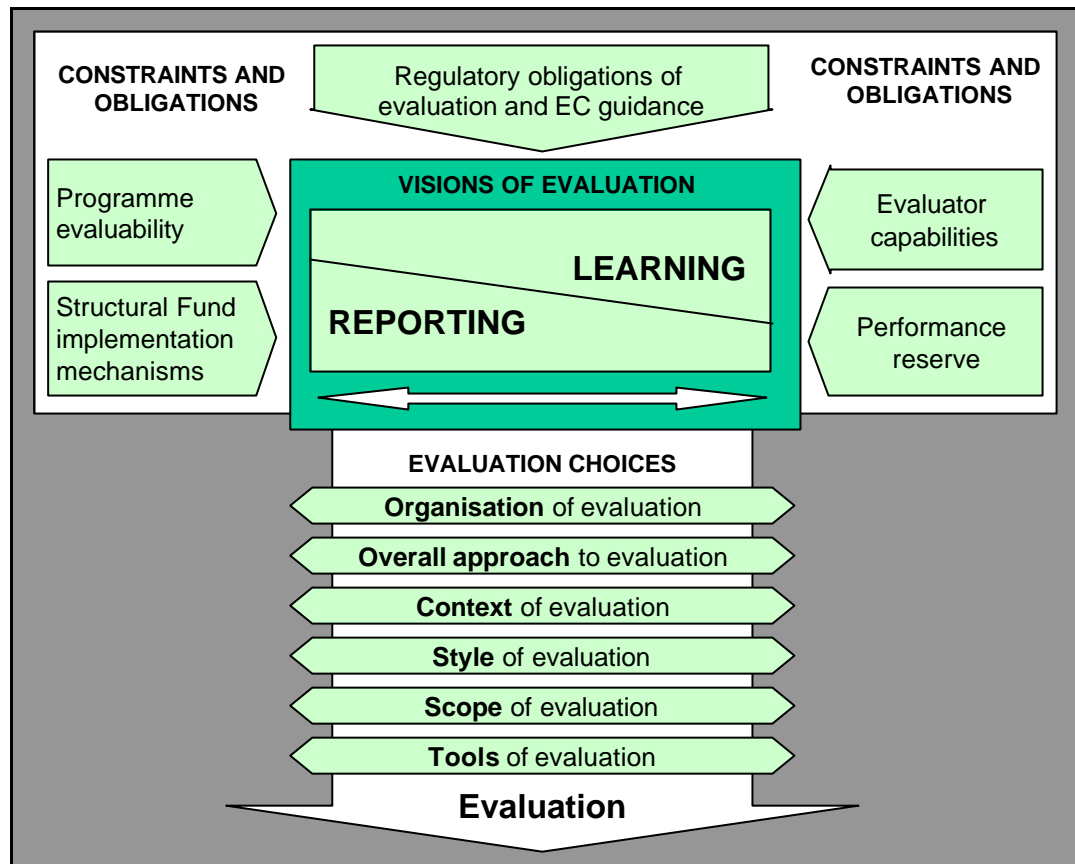 CONSTRAINTS AND
OBLIGATIONS
Regulatory obligations of
evaluation and EC guidance
CONSTRAINTS AND
OBLIGATIONS
Programme
evaluability
Structural Fund
implementation
mechanisms
VISIONS OF EVALUATION
LEARNING
REPORTING
Evaluator
capabilities
Performance
reserve
EVALUATION CHOICES
Organisation of evaluation
Overall approach to evaluation
Context of evaluation
Style of evaluation
Scope of evaluation
Tools of evaluation
Evaluation